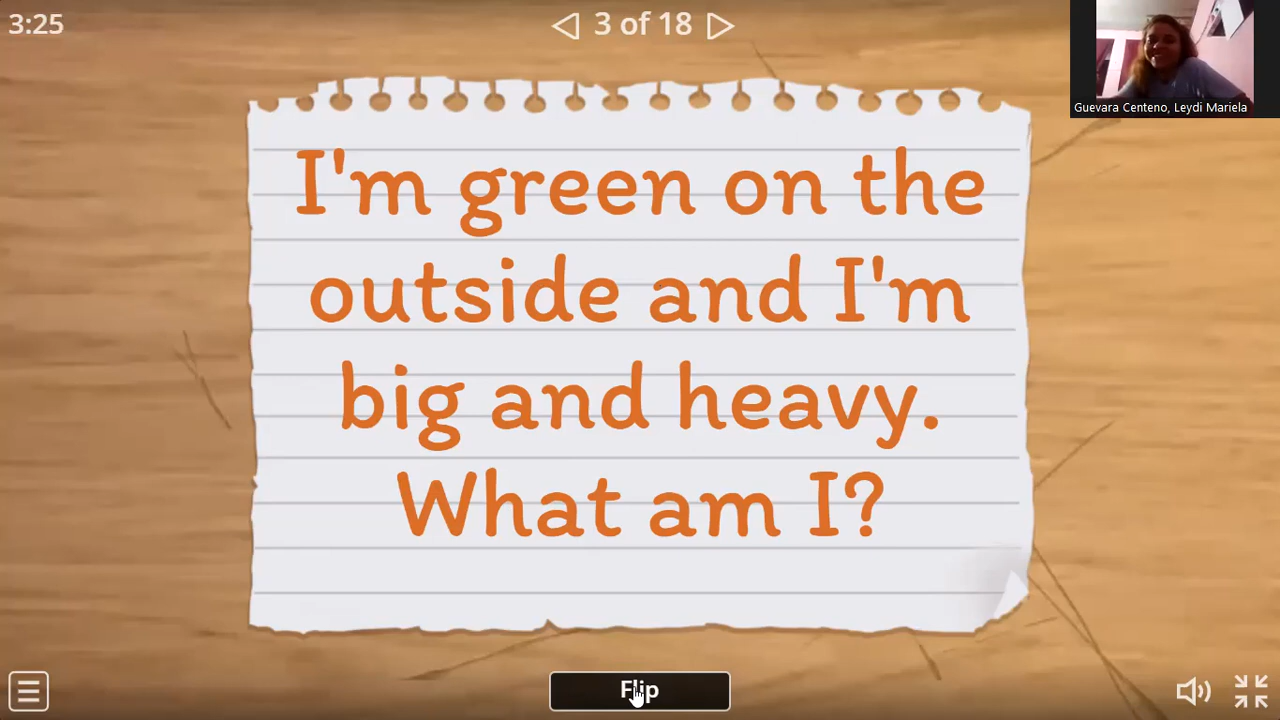 3:25
3 of 18
Guevara Centeno, Leydi Mariela
I'm green on the
outside and I'm
big and heavy.
What am I?
Flip